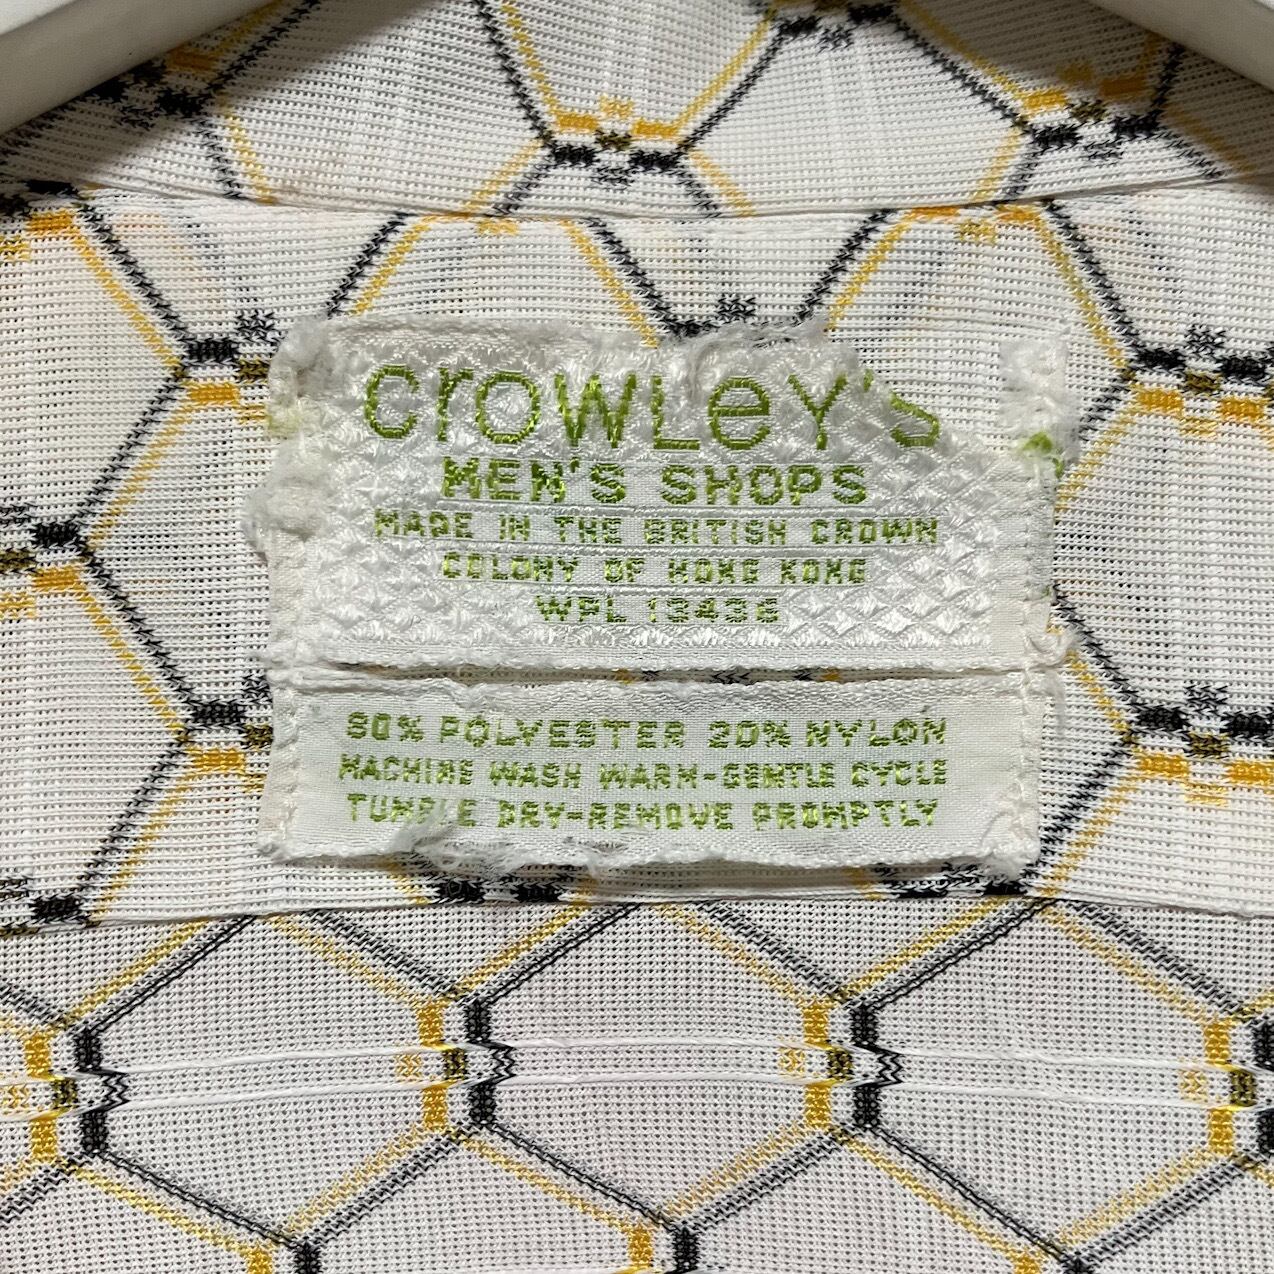 crowLey's
MEN'S SHOPS
MADE IN THE BRITISH CROWN
COLONY OF HONG KONG
WPL 13436
80% POLYESTER 20% NYLON
MACHINE WASH WARM-GENTLE CYCLE
TUMBLE DRY-REMOVE PROMPTLY